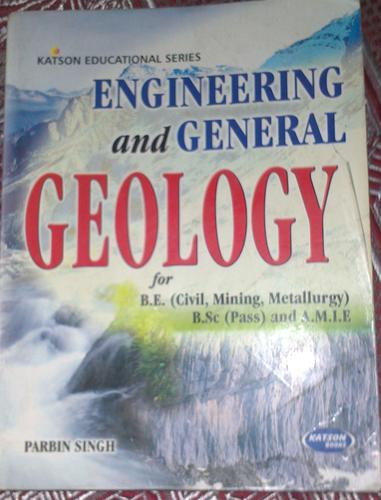 KATSON EDUCATIONAL SERIES
ENGINEERING
and GENERAL
GEOLOGY
for
B.E. (Civil, Mining, Metallurgy)
B.Sc (Pass) and A.M.I.E
PARBIN SINGH
KATSON
BOOKS